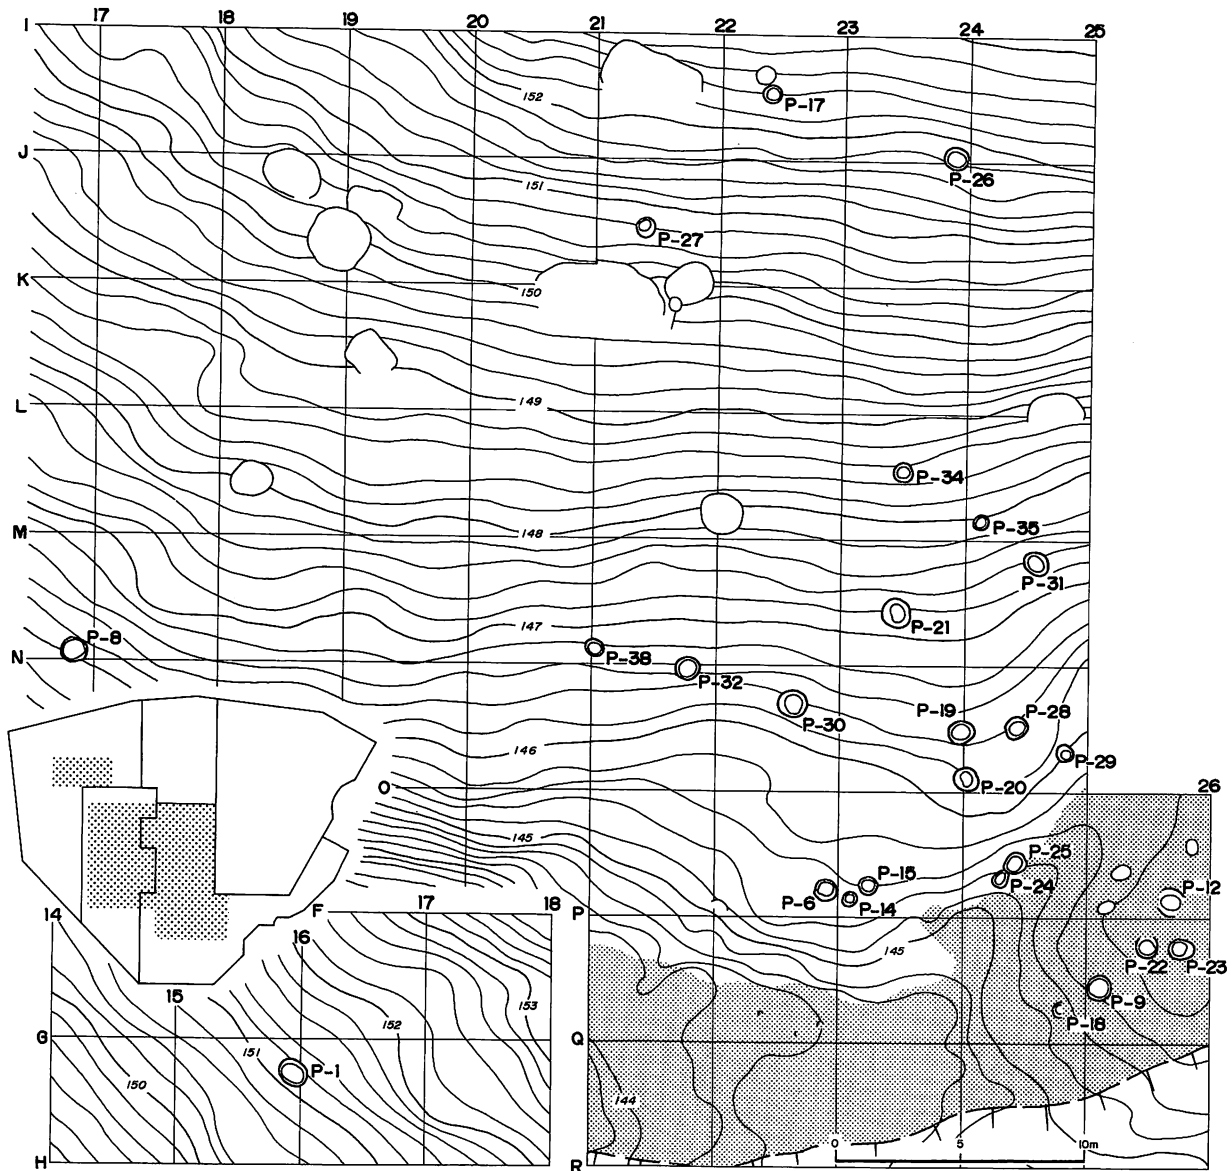 I 17 18 19 20 21 22 23 24 25
152
P-17
J
151
P-26
P-27
K
150
L
149
P-34
P-35
M
148
P-31
P-21
147
P-8
N
P-38
P-32
P-30
P-19
P-28
146
P-29
O
P-20
26
145
P-25
P-24
P-15
P-6
P-14
P-12
14
F
17
18
P
16
145
P-22
P-23
15
153
P-9
152
P-18
G
Q
151
P-1
150
144
0 5 10m
H
R